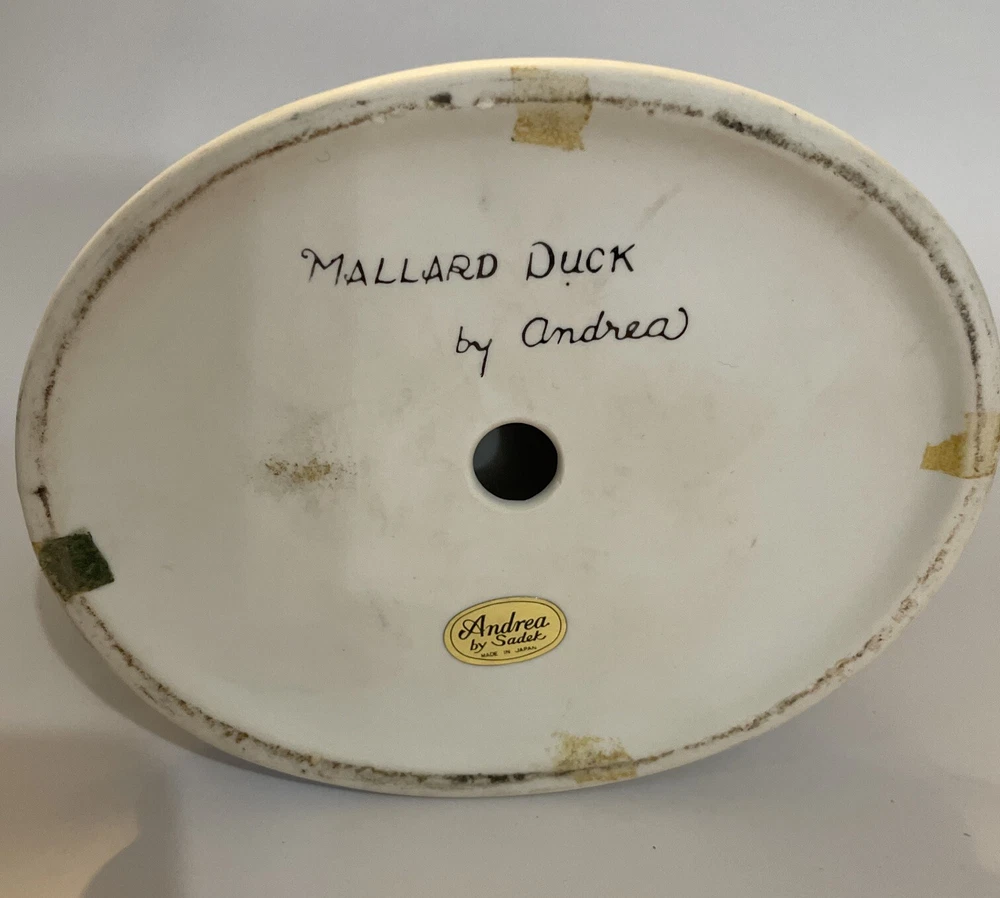 MALLARD DUCK
by Andrea
Andrea
by Sadek
MADE IN JAPAN